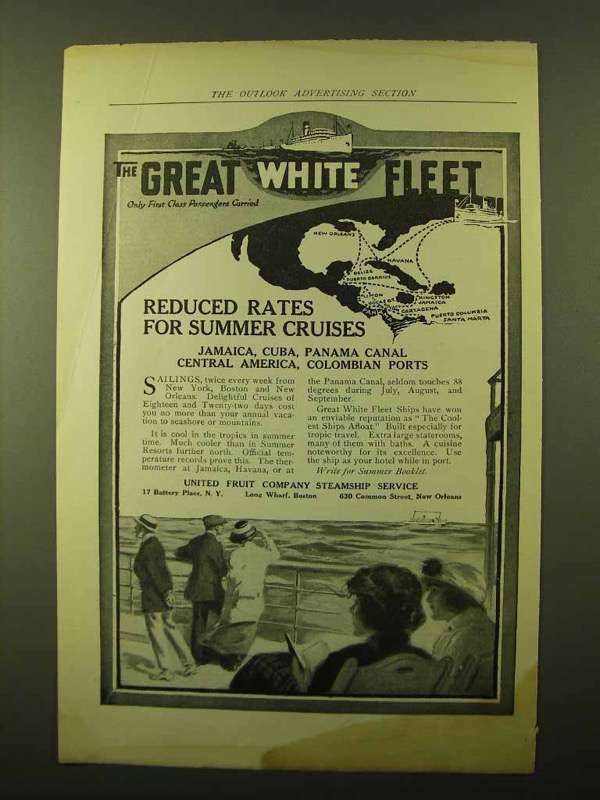 THE OUTLOOK ADVERTISING SECTION
THE GREAT WHITE FLEET
Only First Class Passengers Carried
NEW ORLEANS
HAVANA
BELIZE
PUERTO BARRIOS
LIMON
KINGSTON
JAMAICA
CARTAGENA
PUERTO COLUMBIA
SANTA MARTA
REDUCED RATES
FOR SUMMER CRUISES
JAMAICA, CUBA, PANAMA CANAL
CENTRAL AMERICA, COLOMBIAN PORTS
SAILINGS, twice every week from
New York, Boston and New
Orleans. Delightful Cruises of
Eighteen and Twenty-two days cost
you no more than your annual vaca-
tion to seashore or mountains.
It is cool in the tropics in summer
time. Much cooler than in Summer
Resorts further north. Official tem-
perature records prove this. The ther-
mometer at Jamaica, Havana, or at
the Panama Canal, seldom touches 88
degrees during July, August, and
September.
Great White Fleet Ships have won
an enviable reputation as "The Cool-
est Ships Afloat." Built especially for
tropic travel. Extra large staterooms,
many of them with baths. A cuisine
noteworthy for its excellence. Use
the ship as your hotel while in port.
Write for Summer Booklet.
UNITED FRUIT COMPANY STEAMSHIP SERVICE
17 Battery Place, N. Y. Long Wharf, Boston 630 Common Street, New Orleans